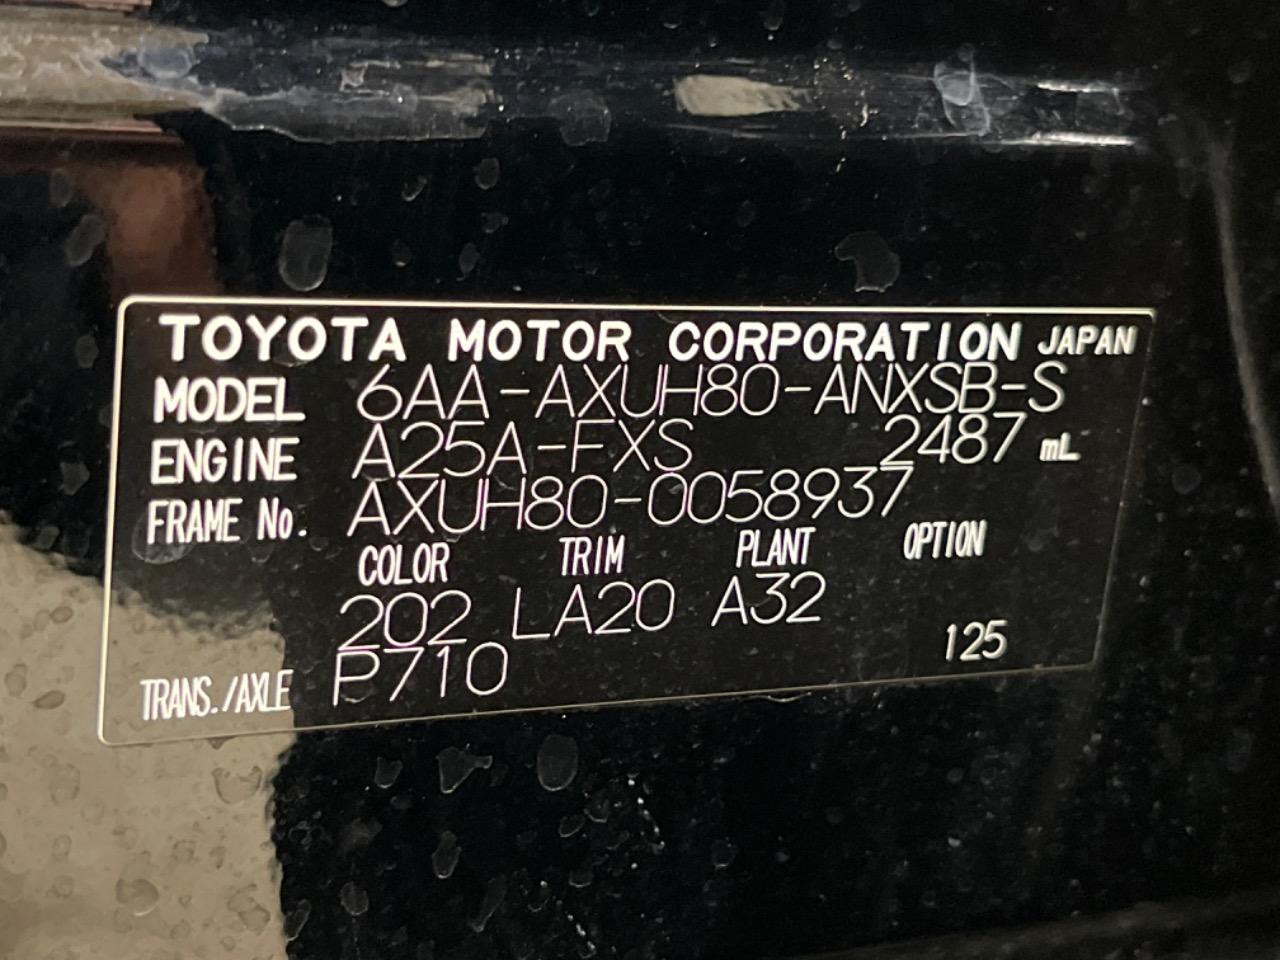 TOYOTA MOTOR CORPORATION JAPAN
MODEL 6AA-AXUH80-ANXSB-S
ENGINE A25A-FXS 2487 mL
FRAME No. AXUH80-0058937
COLOR TRIM PLANT OPTION
202 LA20 A32
TRANS./AXLE P710 125